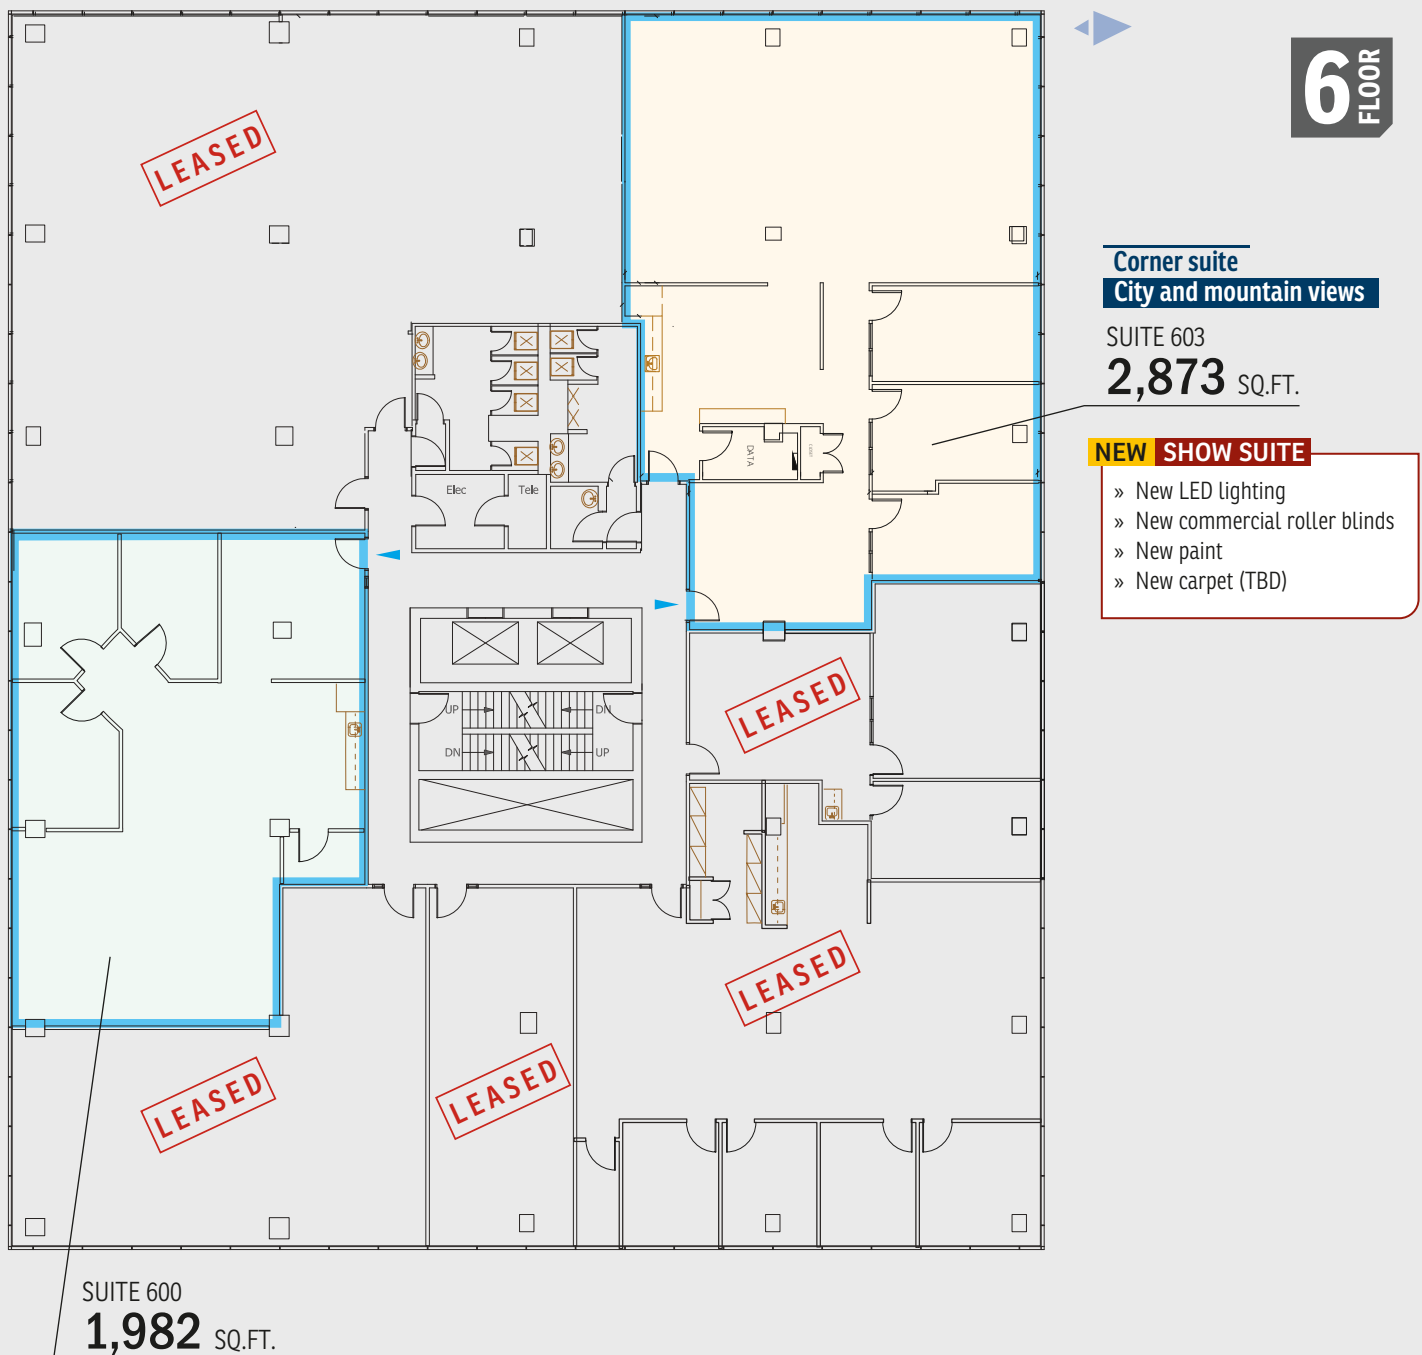 LEASED
6 FLOOR
Corner suite
City and mountain views
SUITE 603
2,873 SQ.FT.
NEW SHOW SUITE
» New LED lighting
» New commercial roller blinds
» New paint
» New carpet (TBD)
DATA
Elec
Tele
UP
DN
DN
UP
LEASED
LEASED
LEASED
LEASED
SUITE 600
1,982 SQ.FT.